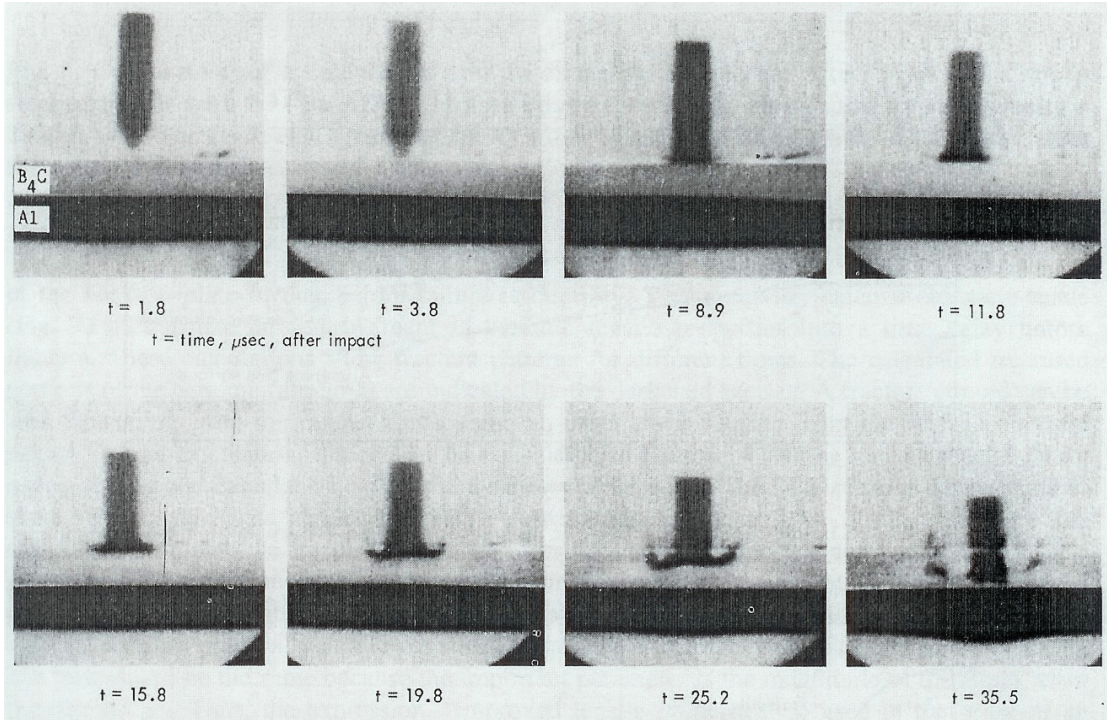 B₄C
Al
t = 1.8
t = 3.8
t = 8.9
t = 11.8
t = time, μsec, after impact
t = 15.8
t = 19.8
t = 25.2
t = 35.5